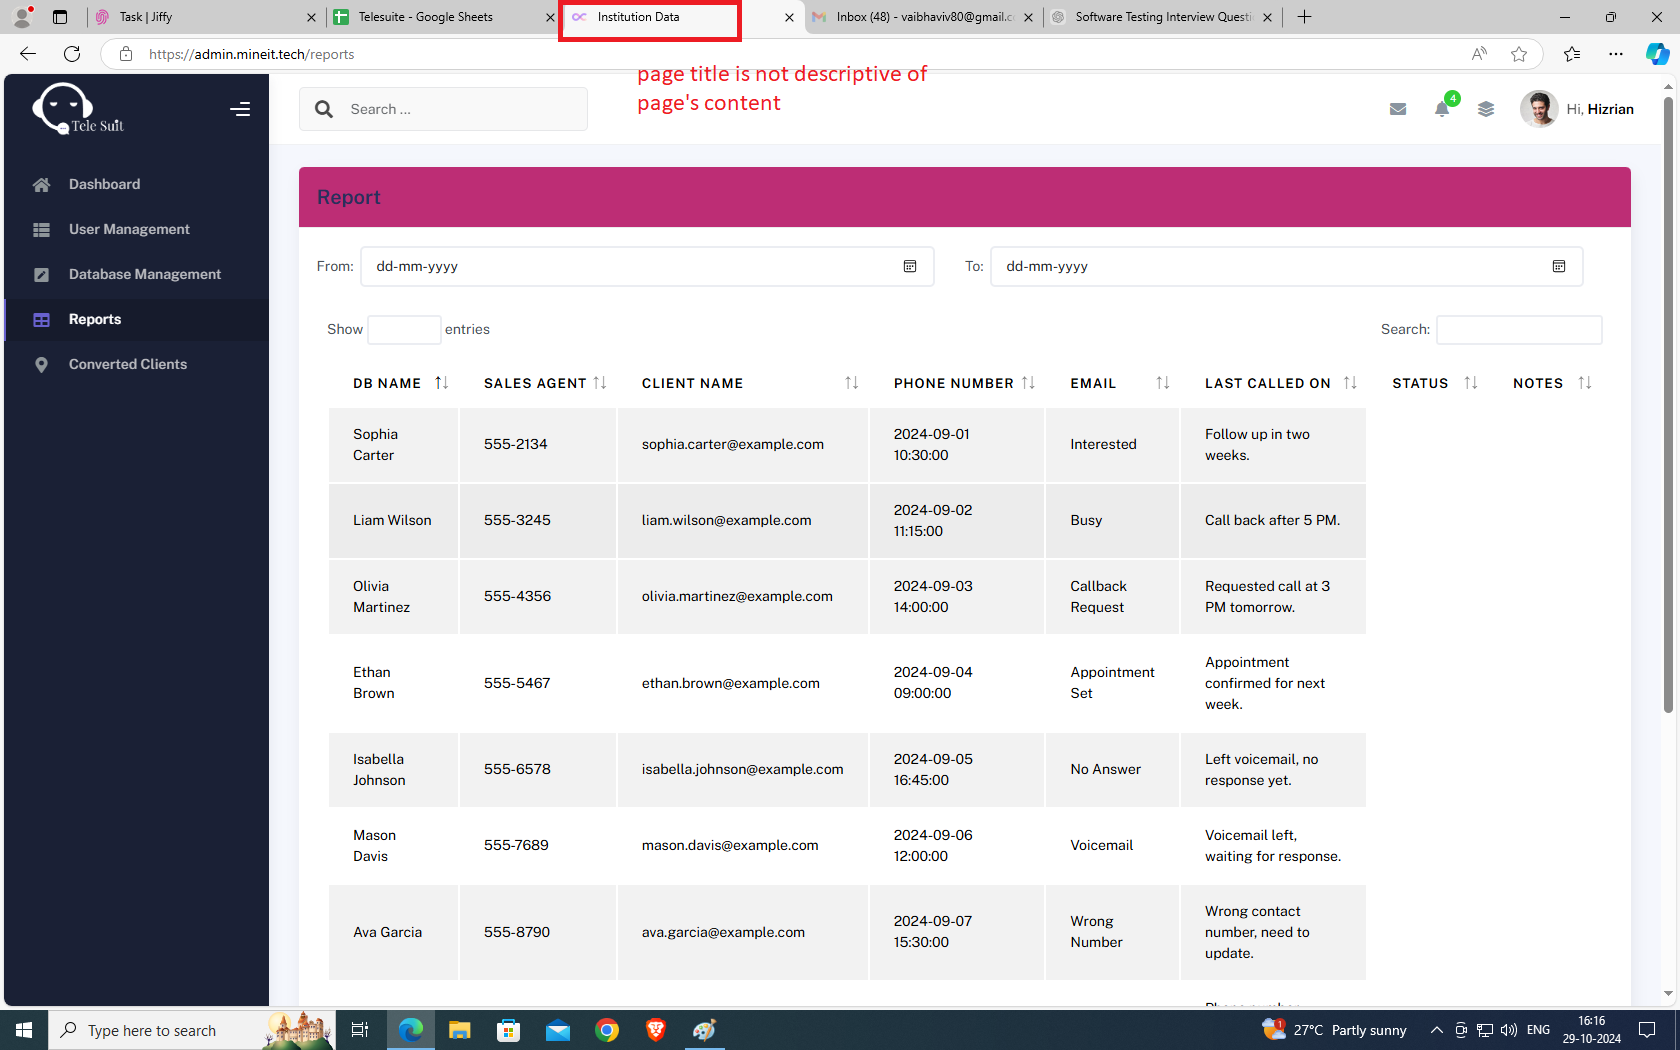 Task | Jiffy
Telesuite - Google Sheets
Institution Data
Inbox (48) - vaibhaviv80@gmail.c
Software Testing Interview Questi
https://admin.mineit.tech/reports
page title is not descriptive of
page's content
Tele Suit
Search ...
4
Hi, Hizrian
Dashboard
User Management
Database Management
Reports
Converted Clients
Report
From: dd-mm-yyyy To: dd-mm-yyyy
Show entries Search:
DB NAME SALES AGENT CLIENT NAME PHONE NUMBER EMAIL LAST CALLED ON STATUS NOTES
Sophia
Carter
555-2134
sophia.carter@example.com
2024-09-01
10:30:00
Interested
Follow up in two
weeks.
Liam Wilson
555-3245
liam.wilson@example.com
2024-09-02
11:15:00
Busy
Call back after 5 PM.
Olivia
Martinez
555-4356
olivia.martinez@example.com
2024-09-03
14:00:00
Callback
Request
Requested call at 3
PM tomorrow.
Ethan
Brown
555-5467
ethan.brown@example.com
2024-09-04
09:00:00
Appointment
Set
Appointment
confirmed for next
week.
Isabella
Johnson
555-6578
isabella.johnson@example.com
2024-09-05
16:45:00
No Answer
Left voicemail, no
response yet.
Mason
Davis
555-7689
mason.davis@example.com
2024-09-06
12:00:00
Voicemail
Voicemail left,
waiting for response.
Ava Garcia
555-8790
ava.garcia@example.com
2024-09-07
15:30:00
Wrong
Number
Wrong contact
number, need to
update.
Type here to search
1
27°C Partly sunny
ENG
16:16
29-10-2024